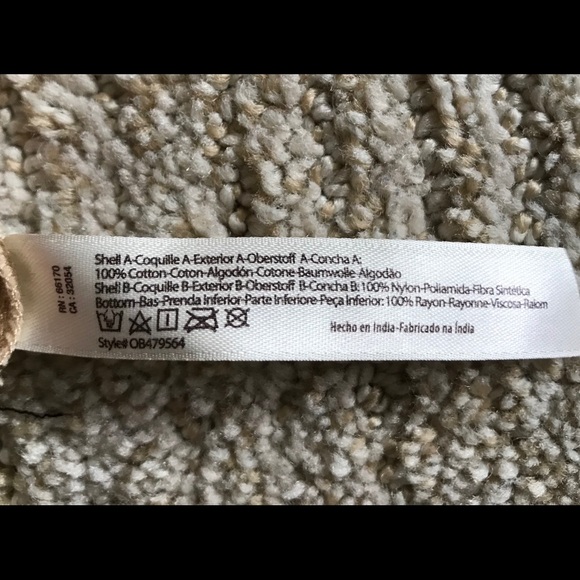 RN : 66170
CA : 32054
Shell A-Coquille A-Exterior A-Oberstoff A-Concha A:
100% Cotton-Coton-Algodón-Cotone-Baumwolle-Algodão
Shell B-Coquille B-Exterior B-Oberstoff B-Concha B: 100% Nylon-Poliamida-Fibra Sintética
Bottom-Bas-Prenda Inferior-Parte Inferiore-Peça Inferior: 100% Rayon-Rayonne-Viscosa-Raiom
Hecho en India-Fabricado na Índia
Style# OB479564